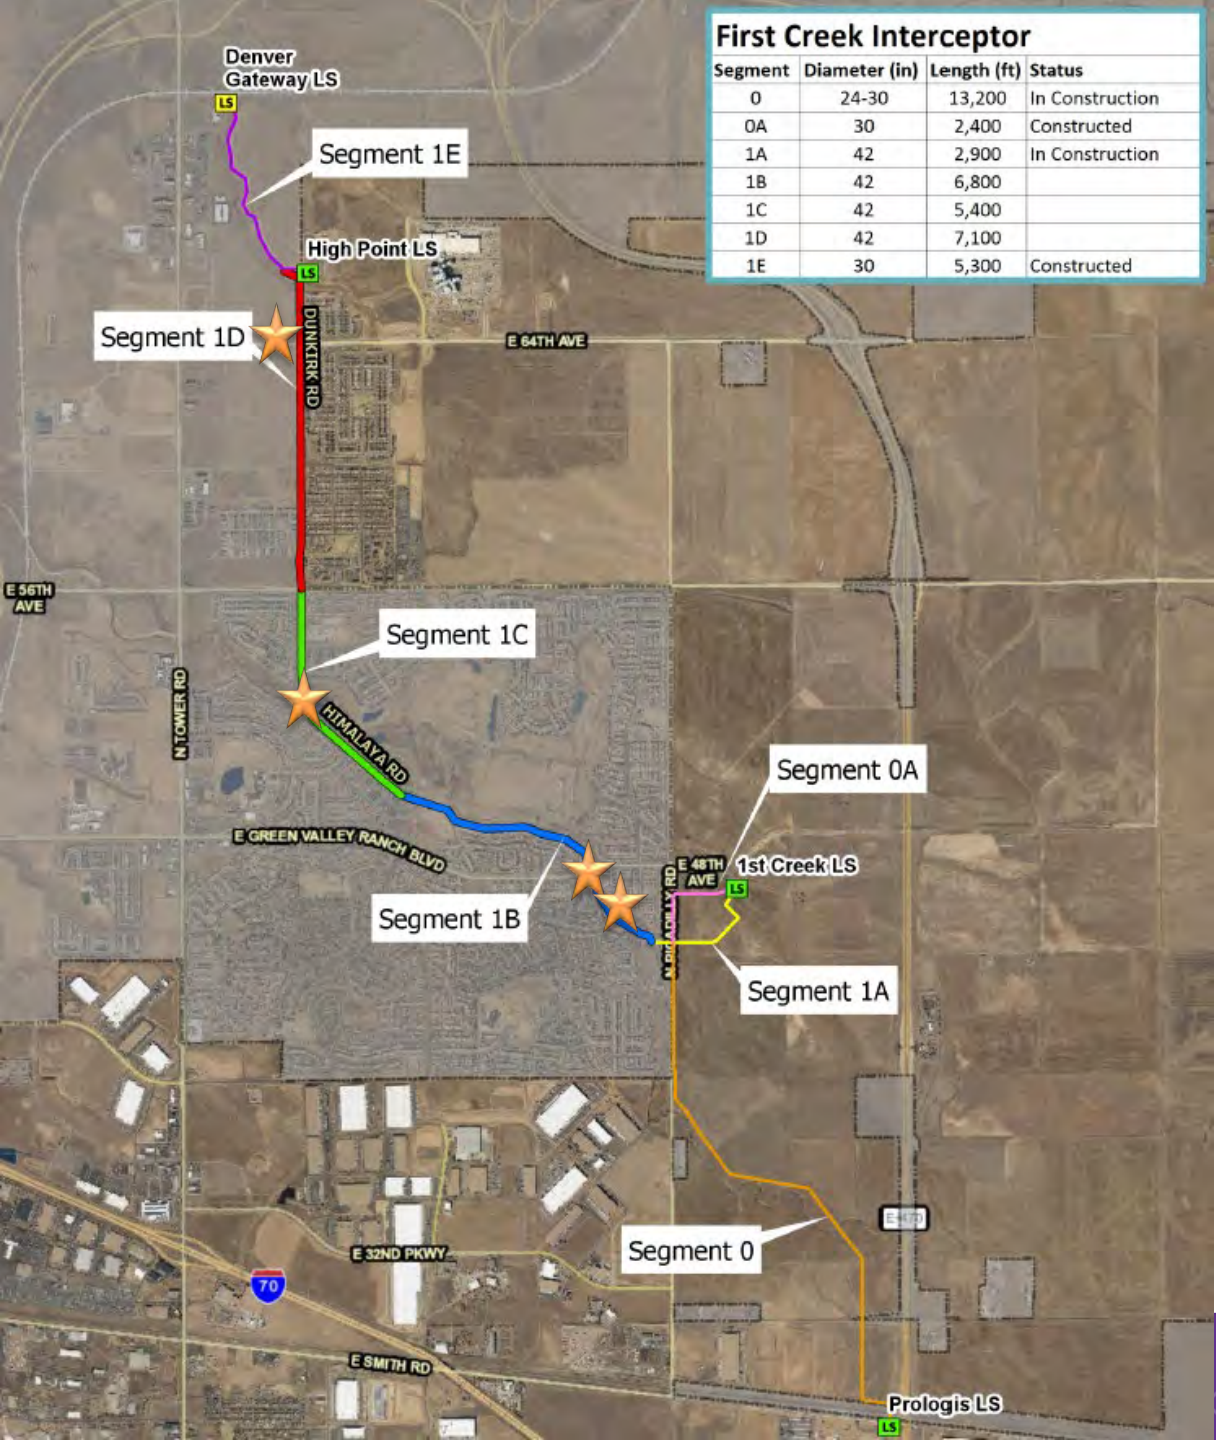 First Creek Interceptor
Segment Diameter (in) Length (ft) Status
0 24-30 13,200 In Construction
0A 30 2,400 Constructed
1A 42 2,900 In Construction
1B 42 6,800
1C 42 5,400
1D 42 7,100
1E 30 5,300 Constructed
Denver
Gateway LS
LS
Segment 1E
High Point LS
LS
Segment 1D
DUNKIRK RD
E 64TH AVE
E 56TH
AVE
Segment 1C
N TOWER RD
HIMALAYA RD
Segment 0A
E GREEN VALLEY RANCH BLVD
E 48TH
AVE
1st Creek LS
LS
N PICADILLY RD
Segment 1B
Segment 1A
E-470
Segment 0
E 32ND PKWY
70
E SMITH RD
Prologis LS
LS